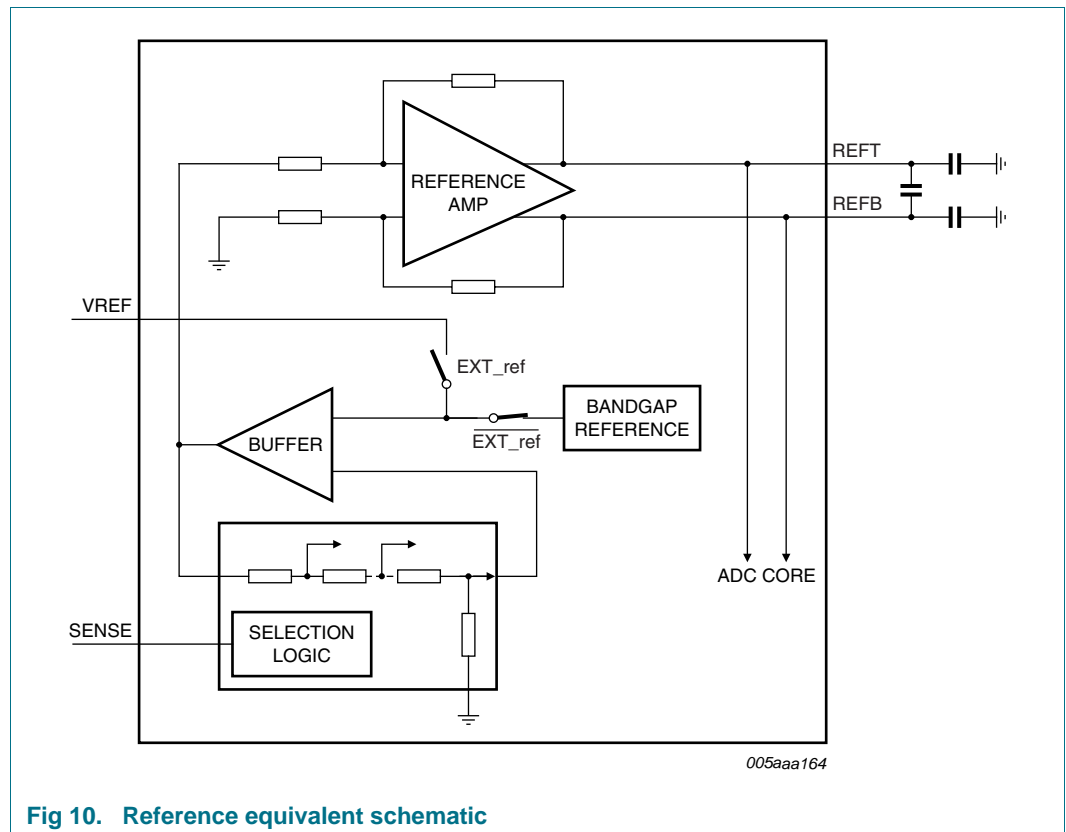 REFERENCE
AMP
REFT
REFB
VREF
EXT_ref
BANDGAP
REFERENCE
EXT_ref
BUFFER
ADC CORE
SENSE
SELECTION
LOGIC
005aaa164
Fig 10. Reference equivalent schematic